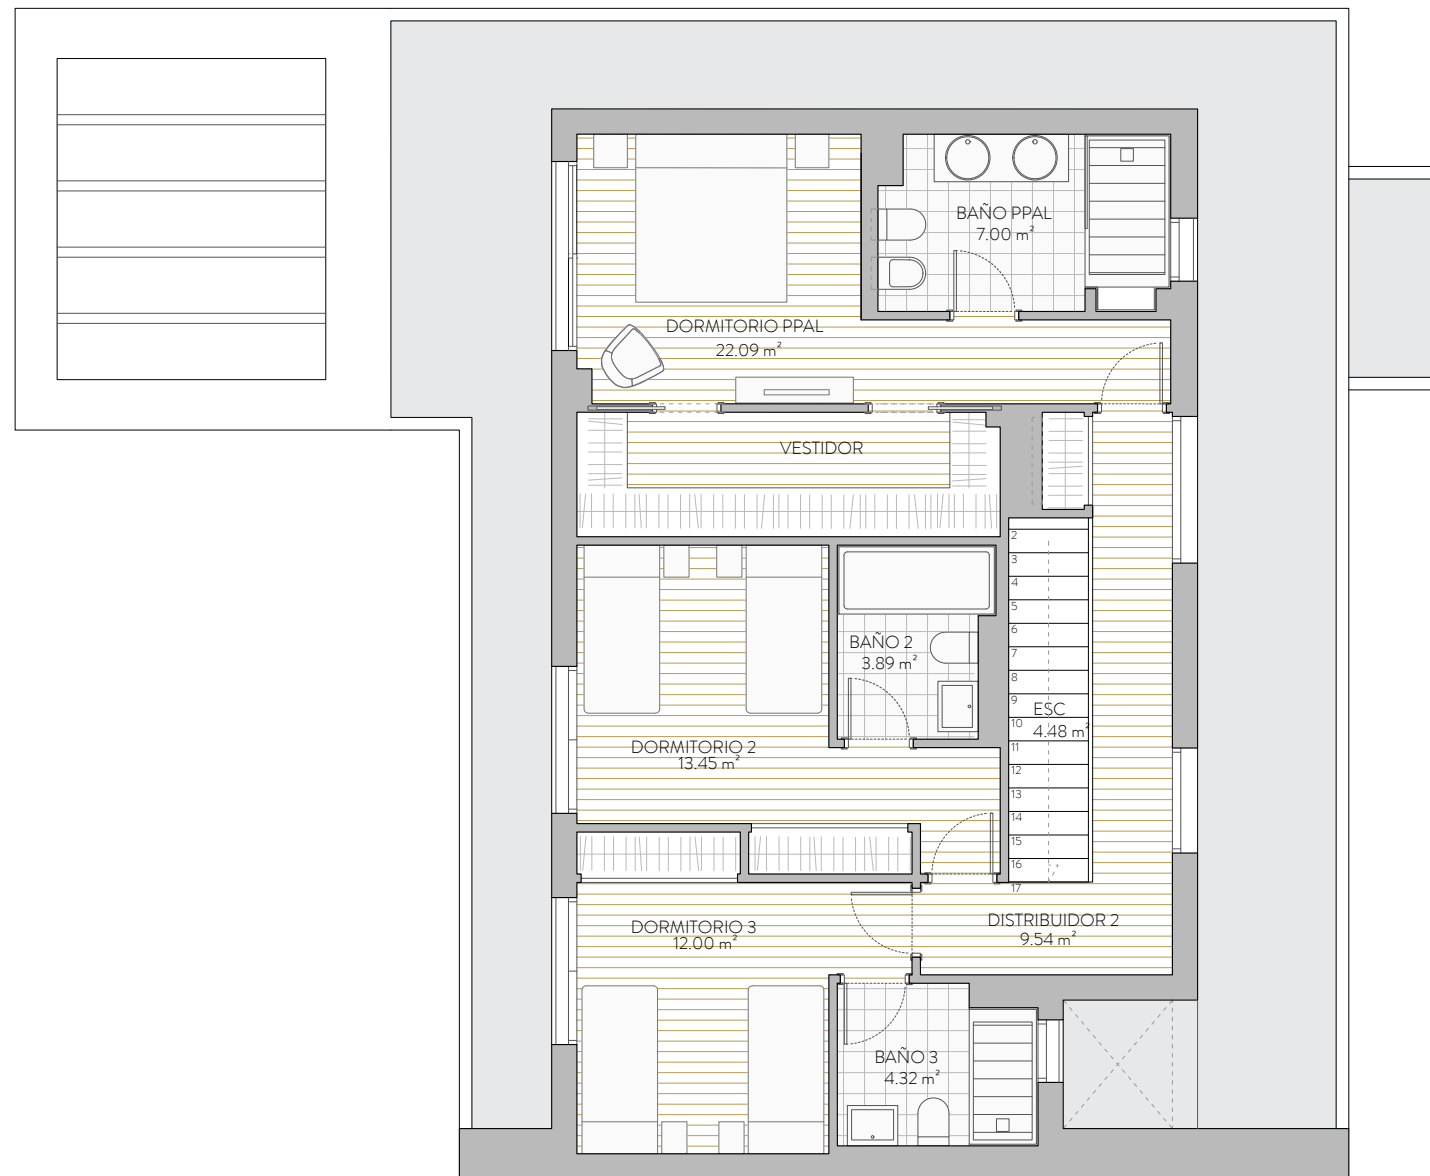 BAÑO PPAL
7.00 m²
DORMITORIO PPAL
22.09 m²
VESTIDOR
2
3
4
5
6
7
8
9
10
11
12
13
14
15
16
17
ESC
4.48 m²
BAÑO 2
3.89 m²
DORMITORIO 2
13.45 m²
DORMITORIO 3
12.00 m²
DISTRIBUIDOR 2
9.54 m²
BAÑO 3
4.32 m²